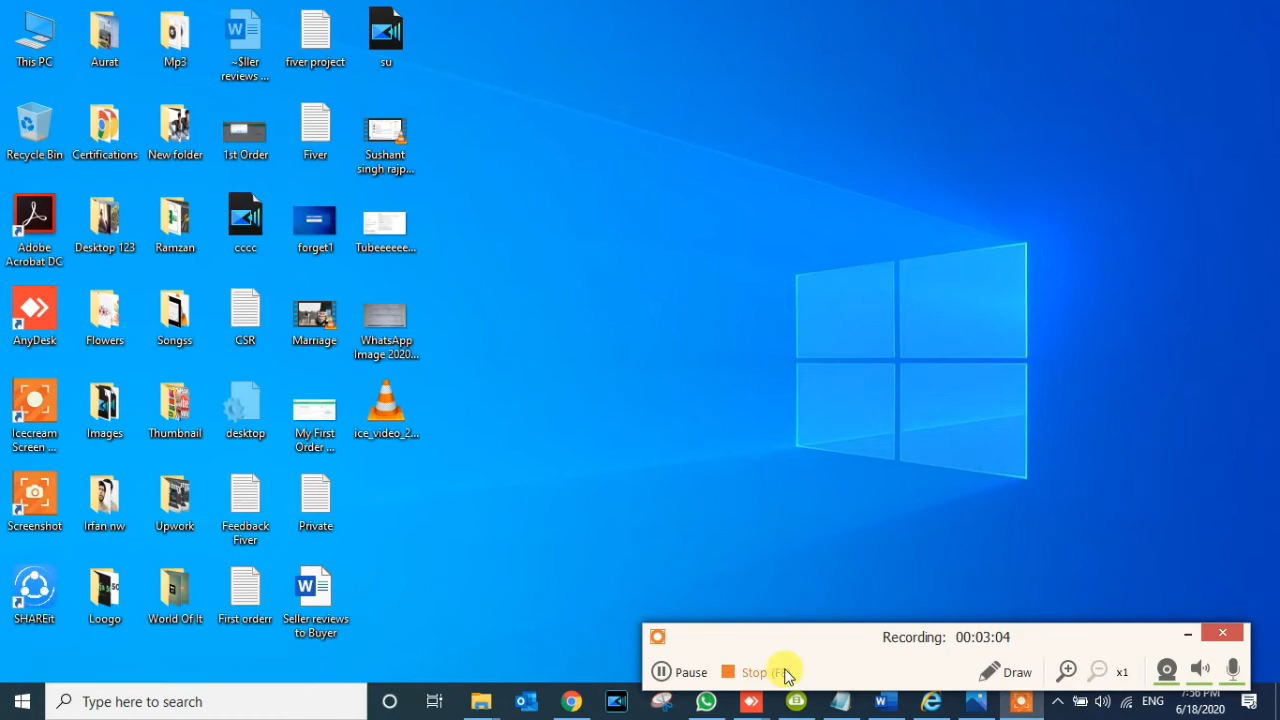 This PC
Aurat
Mp3
~$ller
reviews ...
fiver project
su
Recycle Bin
Certifications
New folder
1st Order
Fiver
Sushant
singh rajp...
Adobe
Acrobat DC
Desktop 123
Ramzan
cccc
forget1
Tubeeeeee...
AnyDesk
Flowers
Songss
CSR
Marriage
WhatsApp
Image 2020...
Icecream
Screen ...
Images
Thumbnail
desktop
My First
Order ...
ice_video_2...
Screenshot
Irfan nw
Upwork
Feedback
Fiver
Private
SHAREit
Loogo
World Of It
First orderr
Seller reviews
to Buyer
Recording: 00:03:04
Pause
Stop
Draw
x1
Type here to search
ENG
7:56 PM
6/18/2020